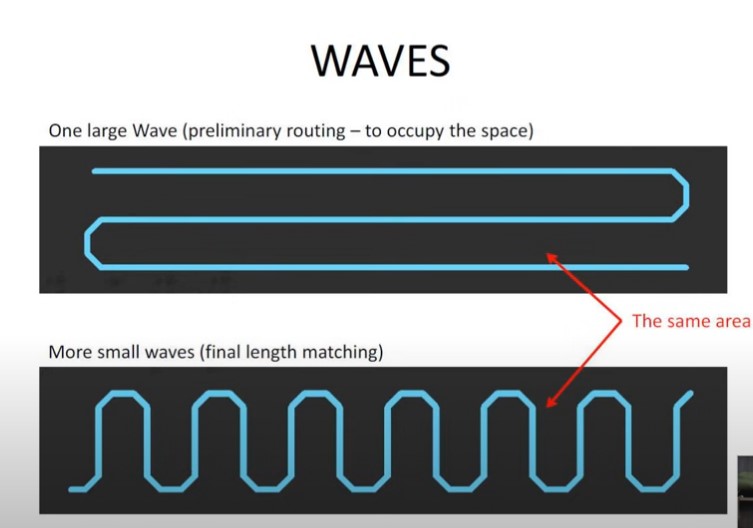 WAVES
One large Wave (preliminary routing – to occupy the space)
The same area
More small waves (final length matching)